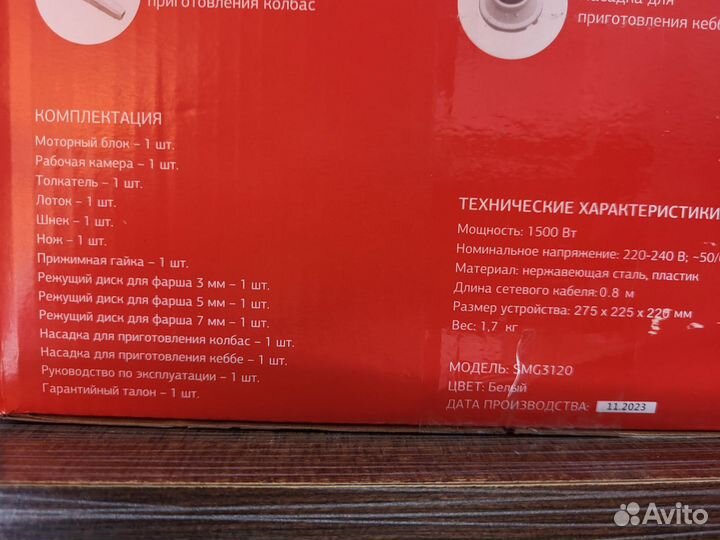 приготовления колбас
приготовления кебб
КОМПЛЕКТАЦИЯ
Моторный блок – 1 шт.
Рабочая камера – 1 шт.
Толкатель – 1 шт.
Лоток – 1 шт.
Шнек – 1 шт.
Нож – 1 шт.
Прижимная гайка – 1 шт.
Режущий диск для фарша 3 мм – 1 шт.
Режущий диск для фарша 5 мм – 1 шт.
Режущий диск для фарша 7 мм – 1 шт.
Насадка для приготовления колбас – 1 шт.
Насадка для приготовления кеббе – 1 шт.
Руководство по эксплуатации – 1 шт.
Гарантийный талон – 1 шт.
ТЕХНИЧЕСКИЕ ХАРАКТЕРИСТИКИ
Мощность: 1500 Вт
Номинальное напряжение: 220-240 В; ~50/
Материал: нержавеющая сталь, пластик
Длина сетевого кабеля: 0.8 м
Размер устройства: 275 x 225 x 220 мм
Вес: 1,7 кг
МОДЕЛЬ: SMG3120
ЦВЕТ: Белый
ДАТА ПРОИЗВОДСТВА: 11.2023
Avito